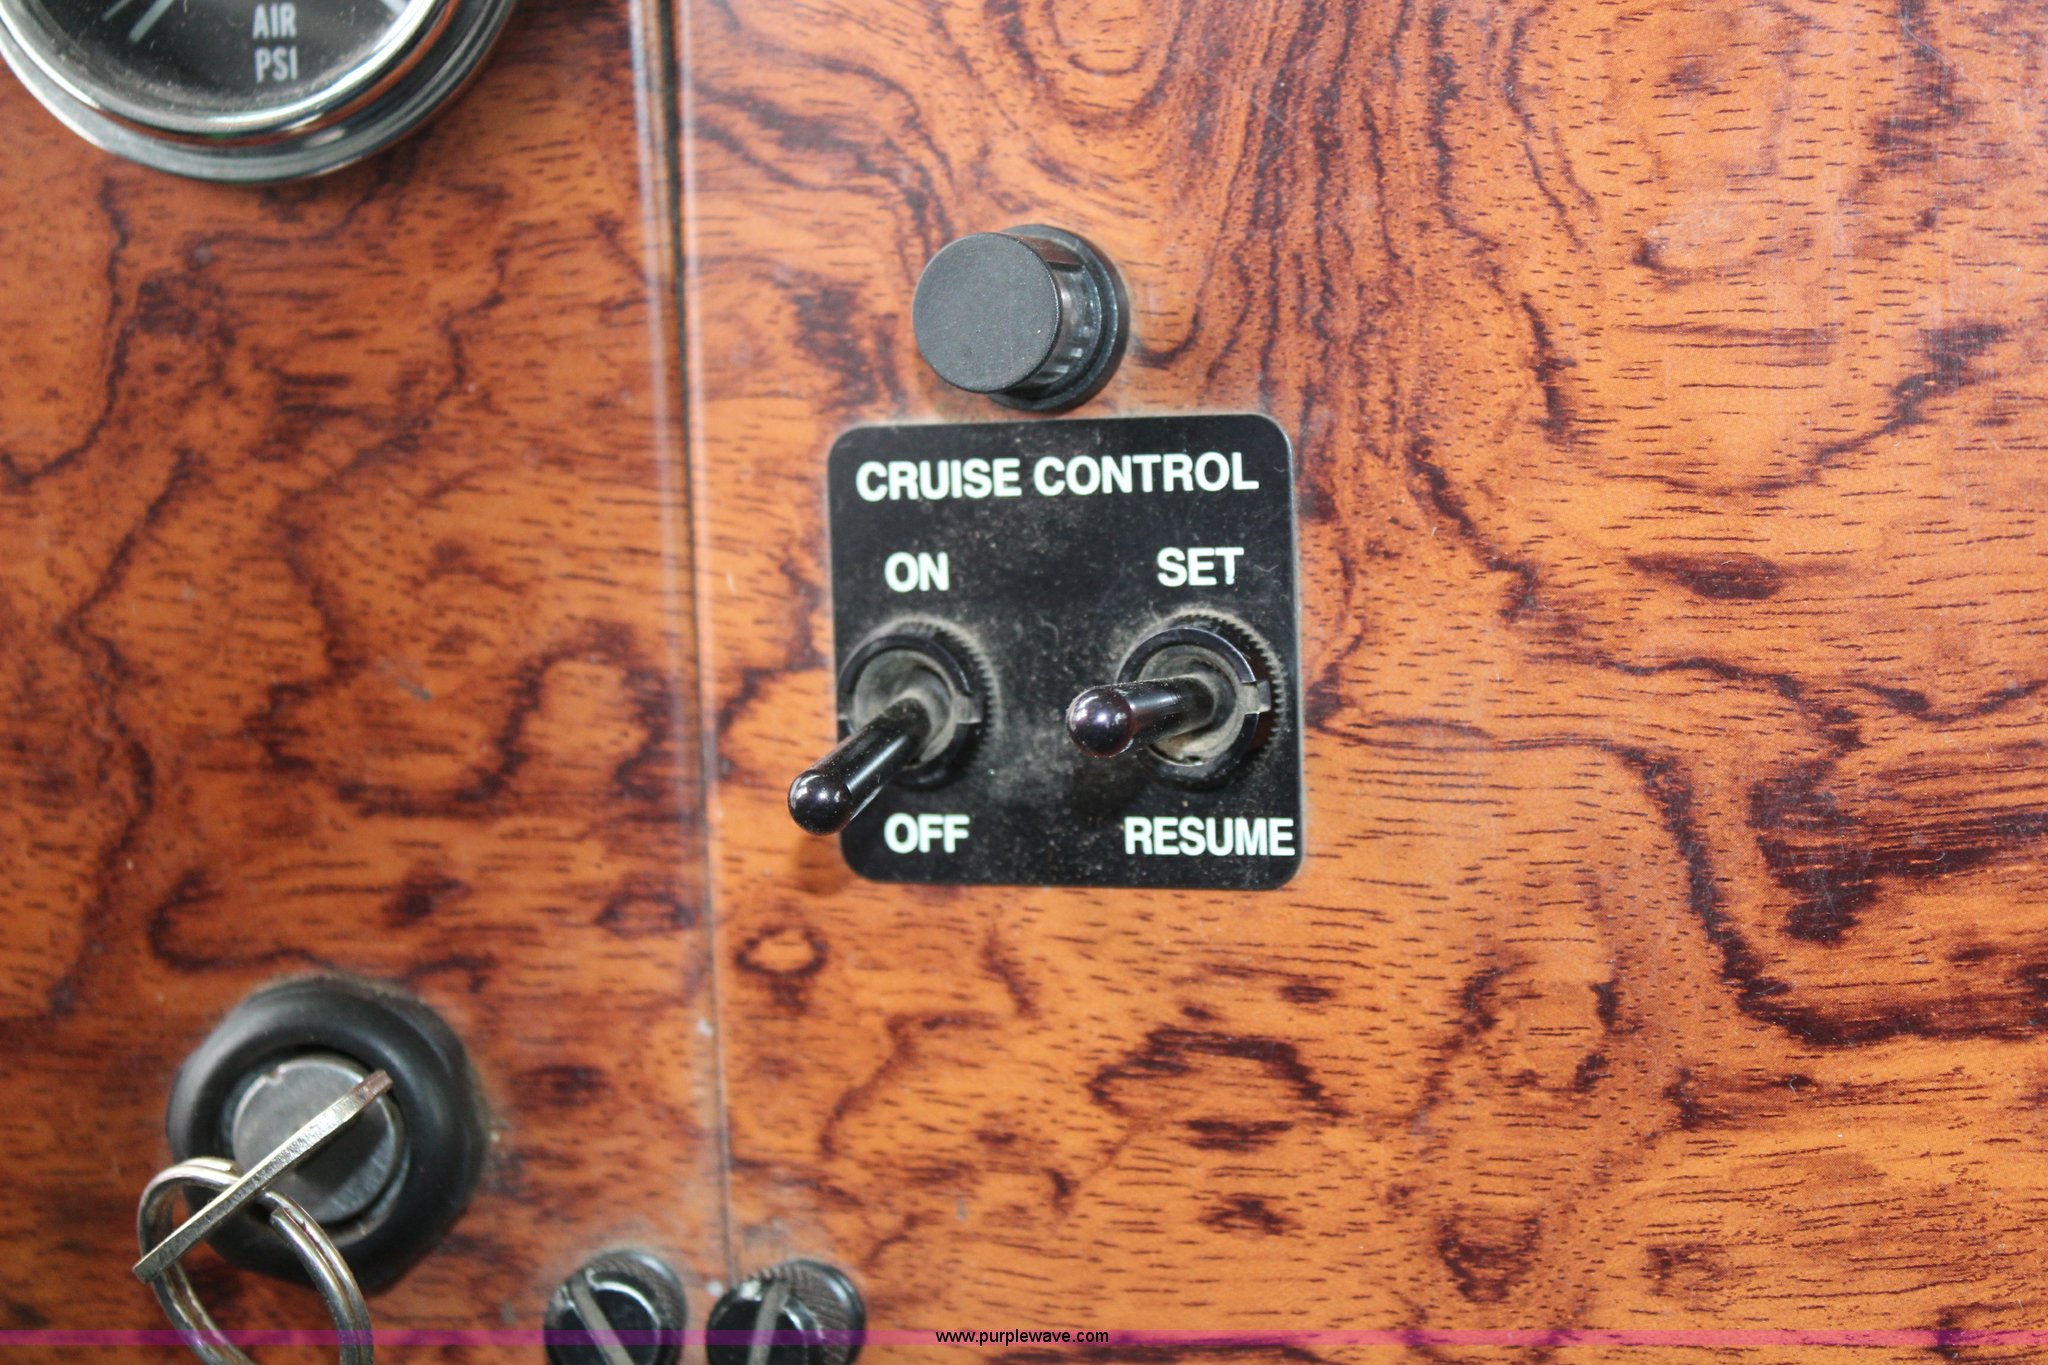 AIR
PSI
CRUISE CONTROL
ON SET
OFF RESUME
www.purplewave.com